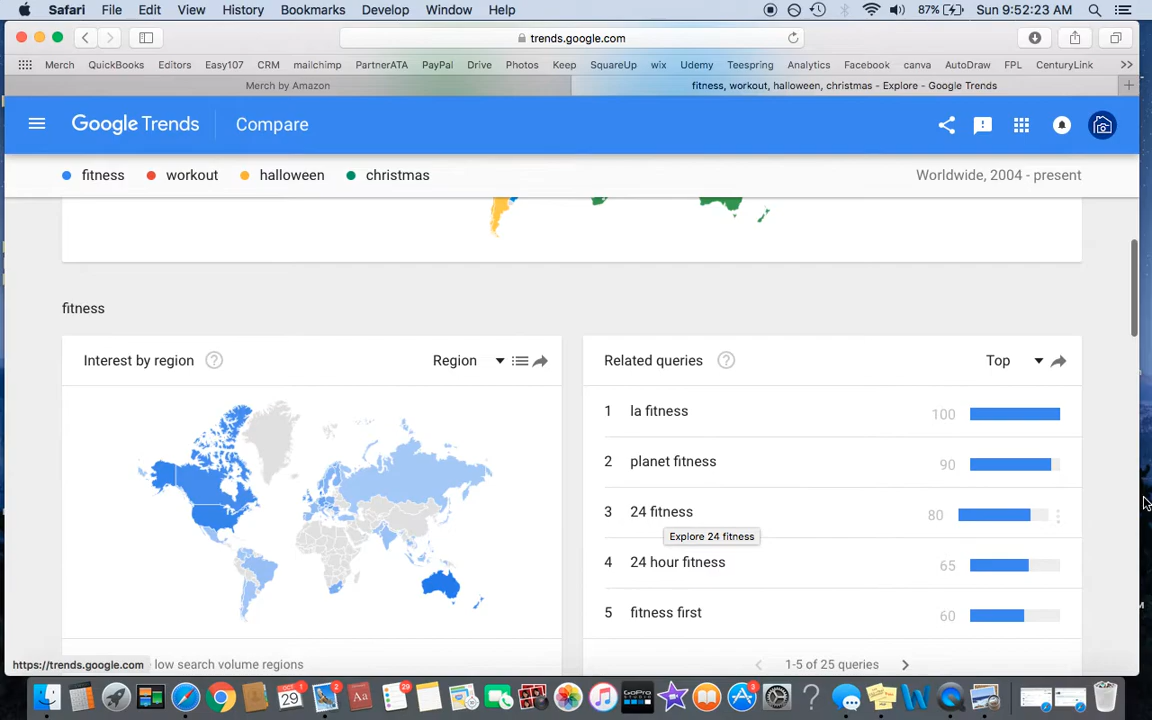 Safari File Edit View History Bookmarks Develop Window Help 87% Sun 9:52:23 AM
trends.google.com
Merch QuickBooks Editors Easy107 CRM mailchimp PartnerATA PayPal Drive Photos Keep SquareUp wix Udemy Teespring Analytics Facebook canva AutoDraw FPL CenturyLink >>
Merch by Amazon fitness, workout, halloween, christmas - Explore - Google Trends +
Google Trends Compare
fitness workout halloween christmas Worldwide, 2004 - present
fitness
Interest by region ? Region Related queries ? Top
1 la fitness 100
2 planet fitness 90
3 24 fitness 80
Explore 24 fitness
4 24 hour fitness 65
5 fitness first 60
https://trends.google.com low search volume regions 1-5 of 25 queries